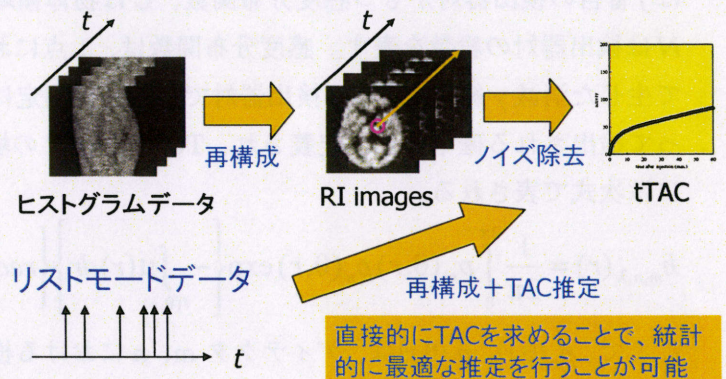 t
t
再構成
ノイズ除去
ヒストグラムデータ
RI images
tTAC
リストモードデータ
再構成+TAC推定
t
直接的にTACを求めることで、統計
的に最適な推定を行うことが可能